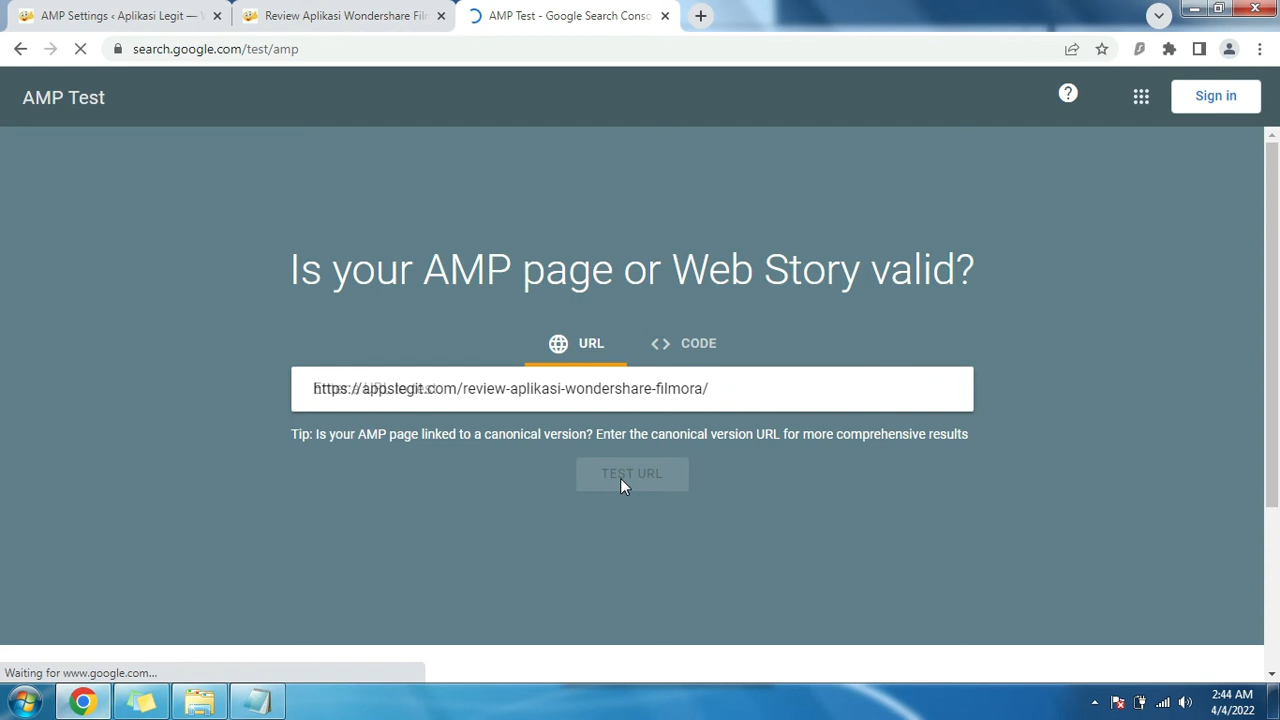 AMP Settings ‹ Aplikasi Legit —
Review Aplikasi Wondershare Fil
AMP Test - Google Search Conso
search.google.com/test/amp
AMP Test
Sign in
Is your AMP page or Web Story valid?
URL
<> CODE
https://appslegit.com/review-aplikasi-wondershare-filmora/
Tip: Is your AMP page linked to a canonical version? Enter the canonical version URL for more comprehensive results
TEST URL
Waiting for www.google.com...
2:44 AM
4/4/2022